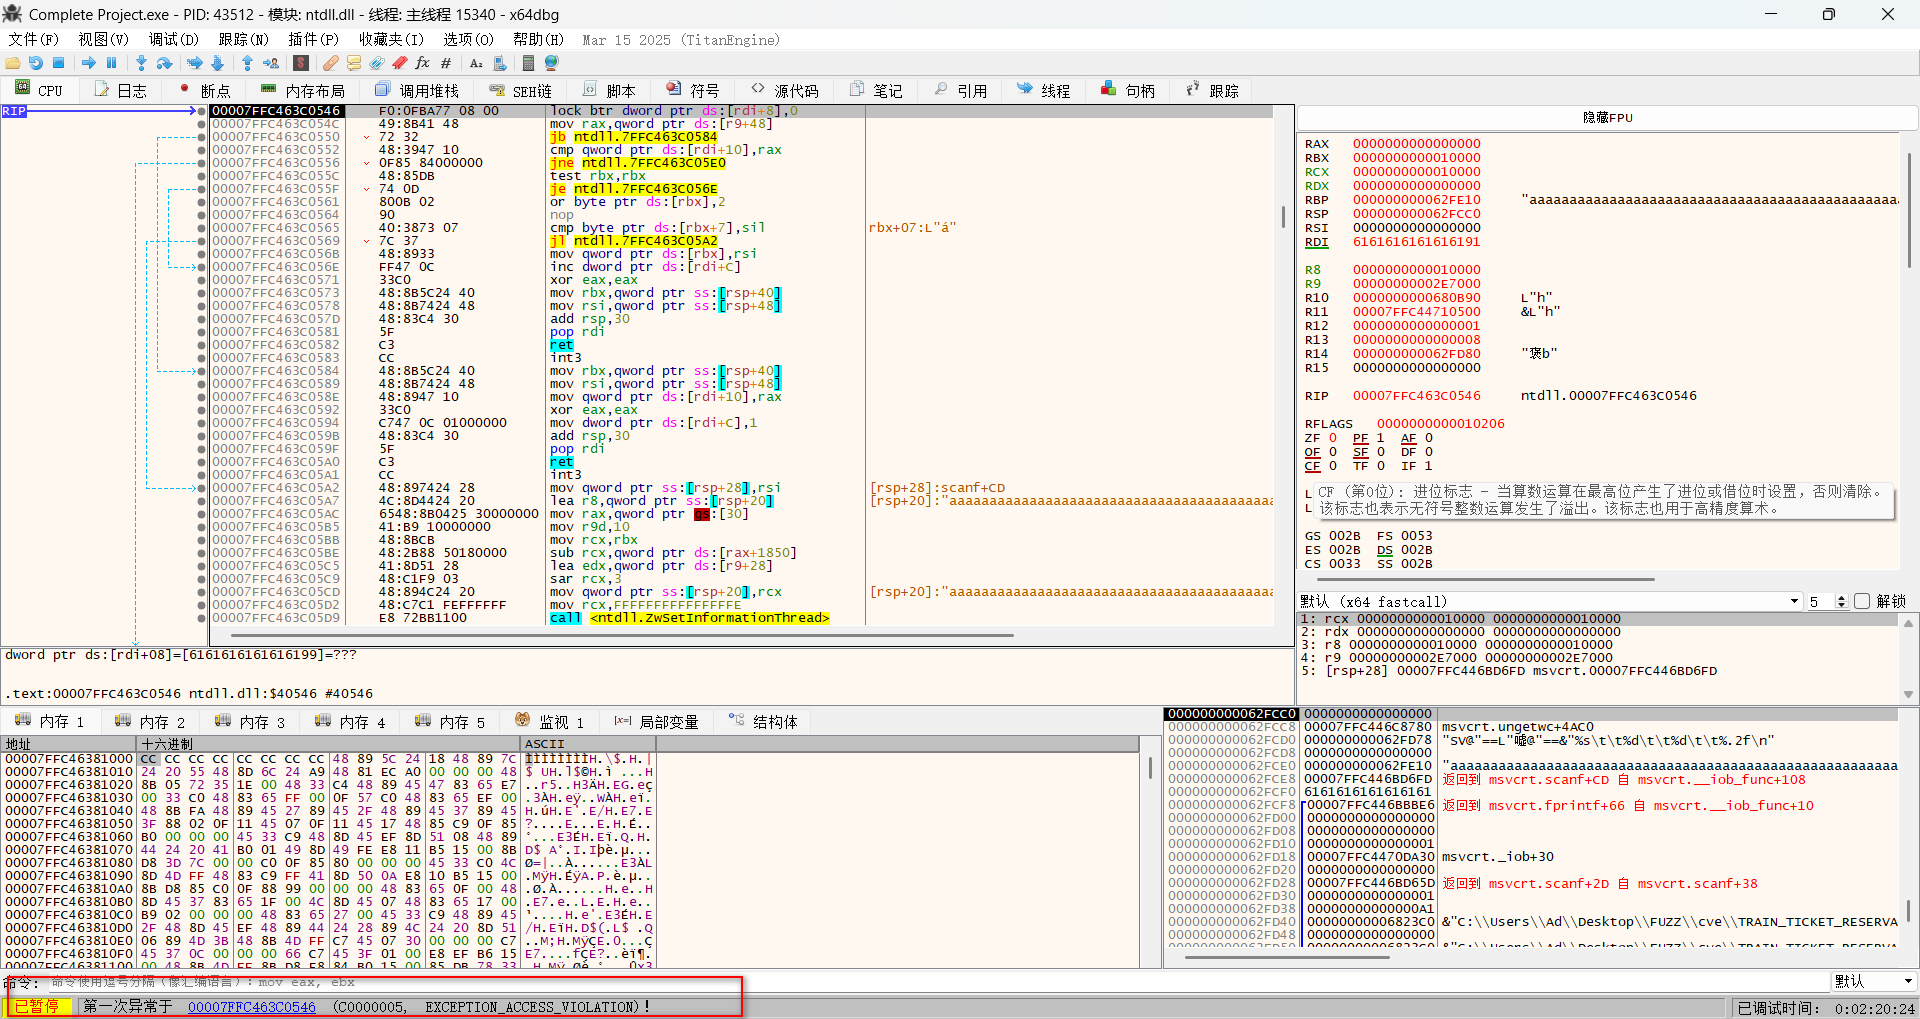 Complete Project.exe - PID: 43512 - 模块: ntdll.dll - 线程: 主线程 15340 - x64dbg
文件(F) 视图(V) 调试(D) 跟踪(N) 插件(P) 收藏夹(I) 选项(O) 帮助(H) Mar 15 2025 (TitanEngine)
CPU 日志 断点 内存布局 调用堆栈 SEH链 脚本 符号 源代码 笔记 引用 线程 句柄 跟踪
RIP
00007FFC463C0546 F0:0FBA77 08 00 lock btr dword ptr ds:[rdi+8],0
00007FFC463C054C 49:8B41 48 mov rax,qword ptr ds:[r9+48]
00007FFC463C0550 72 32 jb ntdll.7FFC463C0584
00007FFC463C0552 48:3947 10 cmp qword ptr ds:[rdi+10],rax
00007FFC463C0556 0F85 84000000 jne ntdll.7FFC463C05E0
00007FFC463C055C 48:85DB test rbx,rbx
00007FFC463C055F 74 0D je ntdll.7FFC463C056E
00007FFC463C0561 800B 02 or byte ptr ds:[rbx],2
00007FFC463C0564 90 nop
00007FFC463C0565 40:3873 07 cmp byte ptr ds:[rbx+7],sil rbx+07:L"á"
00007FFC463C0569 7C 37 jl ntdll.7FFC463C05A2
00007FFC463C056B 48:8933 mov qword ptr ds:[rbx],rsi
00007FFC463C056E FF47 0C inc dword ptr ds:[rdi+C]
00007FFC463C0571 33C0 xor eax,eax
00007FFC463C0573 48:8B5C24 40 mov rbx,qword ptr ss:[rsp+40]
00007FFC463C0578 48:8B7424 48 mov rsi,qword ptr ss:[rsp+48]
00007FFC463C057D 48:83C4 30 add rsp,30
00007FFC463C0581 5F pop rdi
00007FFC463C0582 C3 ret
00007FFC463C0583 CC int3
00007FFC463C0584 48:8B5C24 40 mov rbx,qword ptr ss:[rsp+40]
00007FFC463C0589 48:8B7424 48 mov rsi,qword ptr ss:[rsp+48]
00007FFC463C058E 48:8947 10 mov qword ptr ds:[rdi+10],rax
00007FFC463C0592 33C0 xor eax,eax
00007FFC463C0594 C747 0C 01000000 mov dword ptr ds:[rdi+C],1
00007FFC463C059B 48:83C4 30 add rsp,30
00007FFC463C059F 5F pop rdi
00007FFC463C05A0 C3 ret
00007FFC463C05A1 CC int3
00007FFC463C05A2 48:897424 28 mov qword ptr ss:[rsp+28],rsi [rsp+28]:scanf+CD
00007FFC463C05A7 4C:8D4424 20 lea r8,qword ptr ss:[rsp+20] [rsp+20]:"aaaaaaaaaaaaaaaaaaaaaaaaaaaaaaaaaaaaaaaa
00007FFC463C05AC 6548:8B0425 30000000 mov rax,qword ptr gs:[30]
00007FFC463C05B5 41:B9 10000000 mov r9d,10
00007FFC463C05BB 48:8BCB mov rcx,rbx
00007FFC463C05BE 48:2B88 50180000 sub rcx,qword ptr ds:[rax+1850]
00007FFC463C05C5 41:8D51 28 lea edx,qword ptr ds:[r9+28]
00007FFC463C05C9 48:C1F9 03 sar rcx,3
00007FFC463C05CD 48:894C24 20 mov qword ptr ss:[rsp+20],rcx [rsp+20]:"aaaaaaaaaaaaaaaaaaaaaaaaaaaaaaaaaaaaaaaa
00007FFC463C05D2 48:C7C1 FEFFFFFF mov rcx,FFFFFFFFFFFFFFFE
00007FFC463C05D9 E8 72BB1100 call <ntdll.ZwSetInformationThread>
dword ptr ds:[rdi+08]=[6161616161616199]=???
.text:00007FFC463C0546 ntdll.dll:$40546 #40546
隐藏FPU
RAX 0000000000000000
RBX 0000000000010000
RCX 0000000000010000
RDX 0000000000000000
RBP 000000000062FE10 "aaaaaaaaaaaaaaaaaaaaaaaaaaaaaaaaaaaaaaaaaaaaaa
RSP 000000000062FCC0
RSI 0000000000000000
RDI 6161616161616191
R8 0000000000010000
R9 00000000002E7000
R10 0000000000680B90 L"h"
R11 00007FFC44710500 &L"h"
R12 0000000000000001
R13 0000000000000008
R14 000000000062FD80 "褒b"
R15 0000000000000000
RIP 00007FFC463C0546 ntdll.00007FFC463C0546
RFLAGS 0000000000010206
ZF 0 PF 1 AF 0
OF 0 SF 0 DF 0
CF 0 TF 0 IF 1
CF (第0位): 进位标志 - 当算数运算在最高位产生了进位或借位时设置，否则清除。
该标志也表示无符号整数运算发生了溢出。该标志也用于高精度算术。
GS 002B FS 0053
ES 002B DS 002B
CS 0033 SS 002B
默认 (x64 fastcall) 5 解锁
1: rcx 0000000000010000 0000000000010000
2: rdx 0000000000000000 0000000000000000
3: r8 0000000000010000 0000000000010000
4: r9 00000000002E7000 00000000002E7000
5: [rsp+28] 00007FFC446BD6FD msvcrt.00007FFC446BD6FD
内存 1 内存 2 内存 3 内存 4 内存 5 监视 1 局部变量 结构体
地址 十六进制 ASCII
00007FFC46381000 CC CC CC CC CC CC CC CC 48 89 5C 24 18 48 89 7C ÌÌÌÌÌÌÌÌH.\$.H.|
00007FFC46381010 24 20 55 48 8D 6C 24 A9 48 81 EC A0 00 00 00 48 $ UH.l$©H.ì ...H
00007FFC46381020 8B 05 72 35 1E 00 48 33 C4 48 89 45 47 83 65 E7 ..r5..H3ÄH.EG.eç
00007FFC46381030 00 33 C0 48 83 65 FF 00 0F 57 C0 48 83 65 EF 00 .3ÀH.eÿ..WÀH.eï.
00007FFC46381040 48 8B FA 48 89 45 27 89 45 2F 48 89 45 37 89 45 H.úH.E'.E/H.E7.E
00007FFC46381050 3F 88 02 0F 11 45 07 0F 11 45 17 48 85 C9 0F 85 ?....E...E.H.É..
00007FFC46381060 B0 00 00 00 45 33 C9 48 8D 45 EF 8D 51 08 48 89 °...E3ÉH.Eï.Q.H.
00007FFC46381070 44 24 20 41 B0 01 49 8D 49 FE E8 11 B5 15 00 8B D$ A°.I.Iþè.µ...
00007FFC46381080 D8 3D 7C 00 00 C0 0F 85 80 00 00 00 45 33 C0 4C Ø=|..À......E3ÀL
00007FFC46381090 8D 4D FF 48 83 C9 FF 41 8D 50 0A E8 10 B5 15 00 .MÿH.ÉÿA.P.è.µ..
00007FFC463810A0 8B D8 85 C0 0F 88 99 00 00 00 48 83 65 0F 00 48 .Ø.À......H.e..H
00007FFC463810B0 8D 45 37 83 65 1F 00 4C 8D 45 07 48 83 65 17 00 .E7.e..L.E.H.e..
00007FFC463810C0 B9 02 00 00 00 48 83 65 27 00 45 33 C9 48 89 45 ¹....H.e'.E3ÉH.E
00007FFC463810D0 2F 48 8D 45 EF 48 89 44 24 28 89 4C 24 20 8D 51 /H.EïH.D$(.L$ .Q
00007FFC463810E0 06 89 4D 3B 48 8B 4D FF C7 45 07 30 00 00 00 C7 ..M;H.MÿÇE.0...Ç
00007FFC463810F0 45 37 0C 00 00 00 66 C7 45 3F 01 00 E8 EF B6 15 E7....fÇE?..èï¶.
000000000062FCC0 0000000000000000
000000000062FCC8 00007FFC446C8780 msvcrt.ungetwc+4AC0
000000000062FCD0 000000000062FD78
000000000062FCD8 0000000000000000
000000000062FCE0 000000000062FE10 "aaaaaaaaaaaaaaaaaaaaaaaaaaaaaaaaaaaaaaaaaaaaaaaaaaaaaa
000000000062FCE8 00007FFC446BD6FD 返回到 msvcrt.scanf+CD 自 msvcrt.__iob_func+108
000000000062FCF0 6161616161616161
000000000062FCF8 00007FFC446BBBE6 返回到 msvcrt.fprintf+66 自 msvcrt.__iob_func+10
000000000062FD00 0000000000000000
000000000062FD08 0000000000000000
000000000062FD10 0000000000000001
000000000062FD18 00007FFC4470DA30 msvcrt._iob+30
000000000062FD20 0000000000000000
000000000062FD28 00007FFC446BD65D 返回到 msvcrt.scanf+2D 自 msvcrt.scanf+38
000000000062FD30 0000000000000001
000000000062FD38 00000000000000A1
000000000062FD40 00000000006823C0 &"C:\\Users\\Ad\\Desktop\\FUZZ\\cve\\TRAIN_TICKET_RESERVA
000000000062FD48 0000000000000000
命令: 命令使用逗号分隔（像汇编语言）: mov eax, ebx 默认
已暂停 第一次异常于 00007FFC463C0546 (C0000005, EXCEPTION_ACCESS_VIOLATION)! 已调试时间: 0:02:20:24